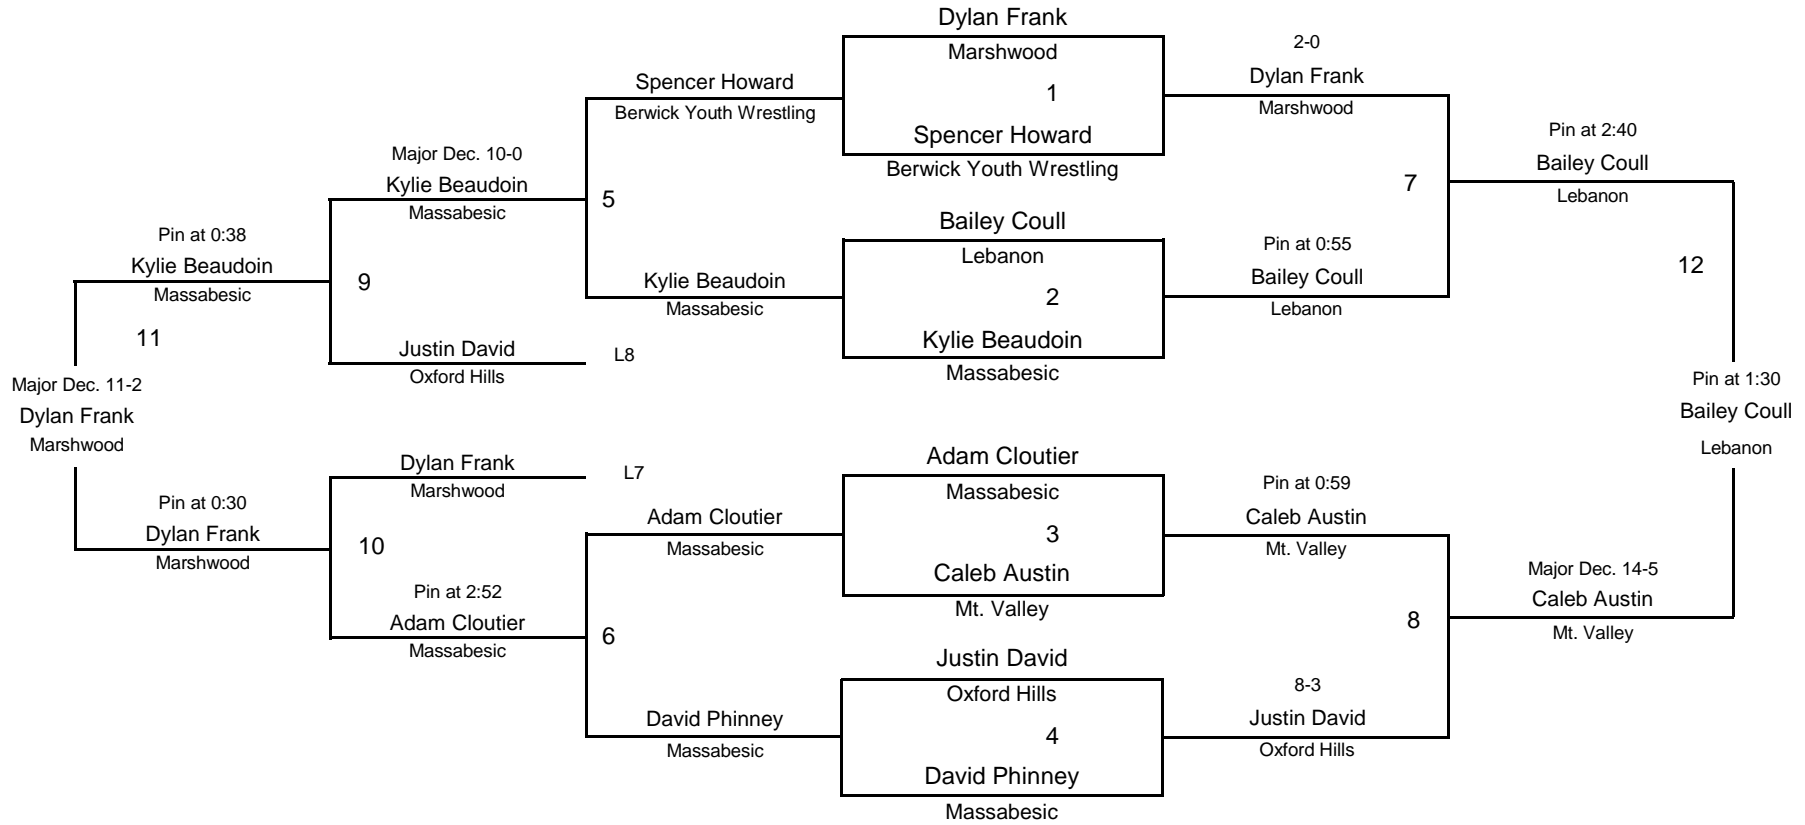 Dylan Frank
Marshwood
1
Spencer Howard
Berwick Youth Wrestling
Bailey Coull
Lebanon
2
Kylie Beaudoin
Massabesic
Adam Cloutier
Massabesic
3
Caleb Austin
Mt. Valley
Justin David
Oxford Hills
4
David Phinney
Massabesic
2-0
Dylan Frank
Marshwood
7
Pin at 0:55
Bailey Coull
Lebanon
Pin at 0:59
Caleb Austin
Mt. Valley
8
8-3
Justin David
Oxford Hills
Pin at 2:40
Bailey Coull
Lebanon
12
Major Dec. 14-5
Caleb Austin
Mt. Valley
Pin at 1:30
Bailey Coull
Lebanon
Spencer Howard
Berwick Youth Wrestling
5
Kylie Beaudoin
Massabesic
Adam Cloutier
Massabesic
6
David Phinney
Massabesic
Major Dec. 10-0
Kylie Beaudoin
Massabesic
9
Justin David
Oxford Hills
L8
Dylan Frank
Marshwood
L7
10
Pin at 2:52
Adam Cloutier
Massabesic
Pin at 0:38
Kylie Beaudoin
Massabesic
11
Pin at 0:30
Dylan Frank
Marshwood
Major Dec. 11-2
Dylan Frank
Marshwood